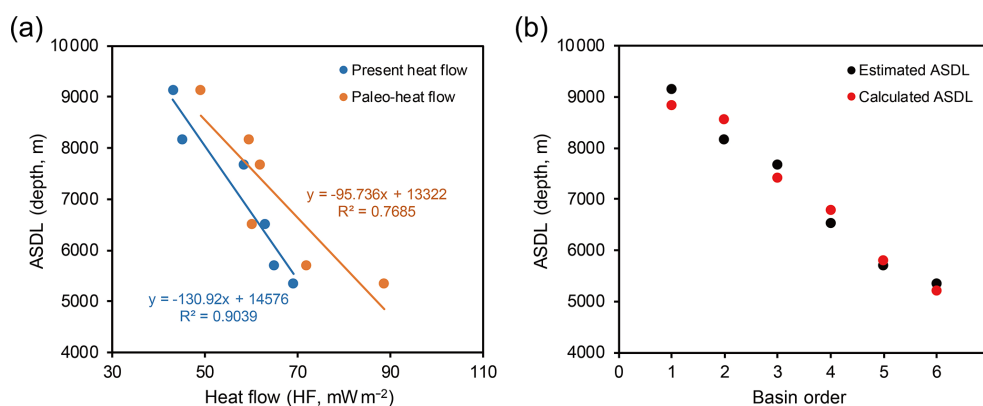 (a)
10000
9000
8000
7000
6000
5000
4000
ASDL (depth, m)
Present heat flow
Paleo-heat flow
y = -95.736x + 13322
R² = 0.7685
y = -130.92x + 14576
R² = 0.9039
30
50
70
90
110
Heat flow (HF, mW m⁻²)
(b)
10000
9000
8000
7000
6000
5000
4000
ASDL (depth, m)
Estimated ASDL
Calculated ASDL
0
1
2
3
4
5
6
Basin order